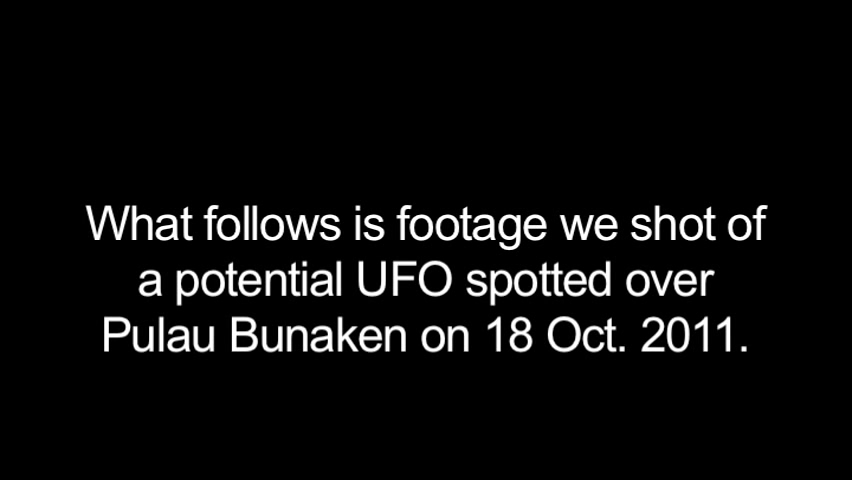 What follows is footage we shot of
a potential UFO spotted over
Pulau Bunaken on 18 Oct. 2011.